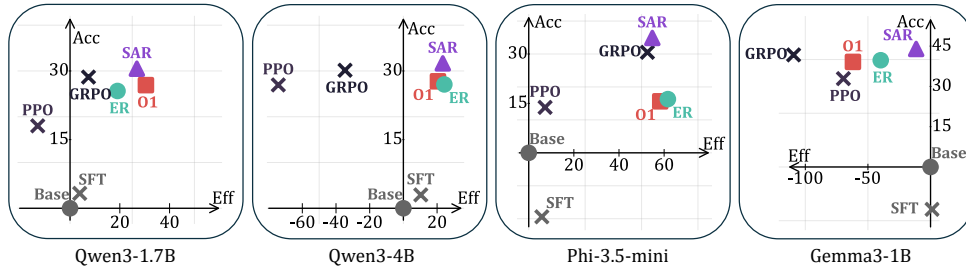 Acc
30
15
SAR
GRPO
O1
ER
PPO
SFT
Base
Eff
20
40
Qwen3-1.7B
Acc
30
15
PPO
GRPO
SAR
O1
ER
SFT
Base
Eff
-60
-40
-20
0
20
Qwen3-4B
Acc
30
15
SAR
GRPO
O1
ER
PPO
Base
SFT
Eff
20
40
60
Phi-3.5-mini
Acc
45
30
15
SAR
GRPO
O1
ER
PPO
Base
SFT
Eff
-100
-50
Gemma3-1B